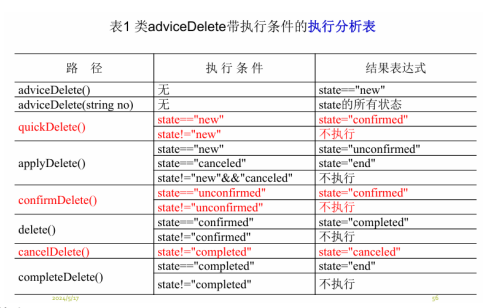 表1 类adviceDelete带执行条件的执行分析表
路 径 执 行 条 件 结果表达式
adviceDelete() 无 state=="new"
adviceDelete(string no) 无 state的所有状态
quickDelete() state=="new" state="confirmed"
state!="new" 不执行
applyDelete() state=="new" state="unconfirmed"
state=="canceled" state="end"
state!="new"&&"canceled" 不执行
confirmDelete() state=="unconfirmed" state="confirmed"
state!="unconfirmed" 不执行
delete() state=="confirmed" state="completed"
state!="confirmed" 不执行
cancelDelete() state!="completed" state="canceled"
completeDelete() state=="completed" state="end"
state!="completed" 不执行
2024/5/27 56